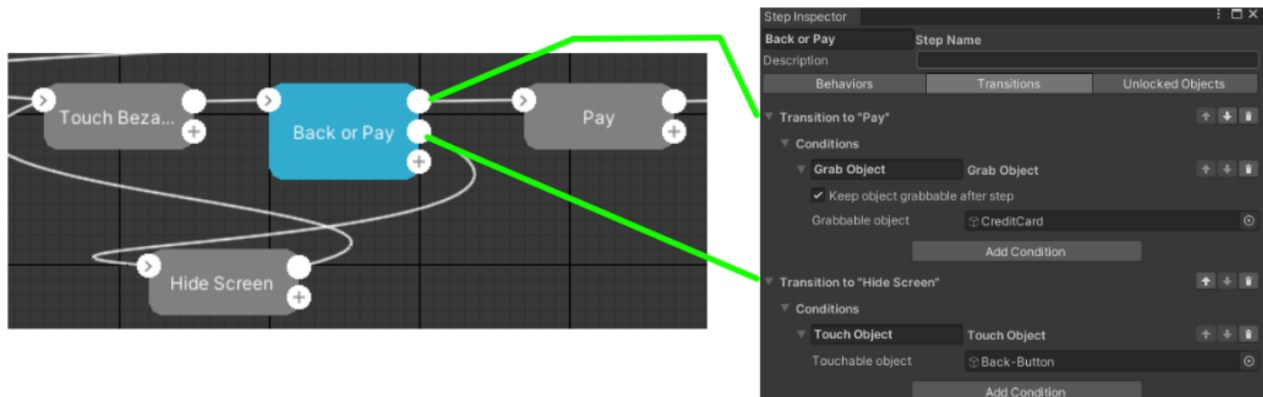 Touch Beza...
Back or Pay
Pay
Hide Screen
Step Inspector
Back or Pay Step Name
Description
Behaviors Transitions Unlocked Objects
Transition to "Pay"
Conditions
Grab Object Grab Object
Keep object grabbable after step
Grabbable object CreditCard
Add Condition
Transition to "Hide Screen"
Conditions
Touch Object Touch Object
Touchable object Back-Button
Add Condition